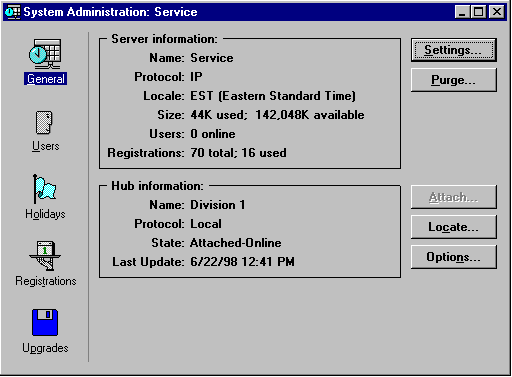 System Administration: Service
General
Users
Holidays
1
Registrations
Upgrades
Server information:
Name: Service
Protocol: IP
Locale: EST (Eastern Standard Time)
Size: 44K used; 142,048K available
Users: 0 online
Registrations: 70 total; 16 used
Hub information:
Name: Division 1
Protocol: Local
State: Attached-Online
Last Update: 6/22/98 12:41 PM
Settings...
Purge...
Attach...
Locate...
Options...